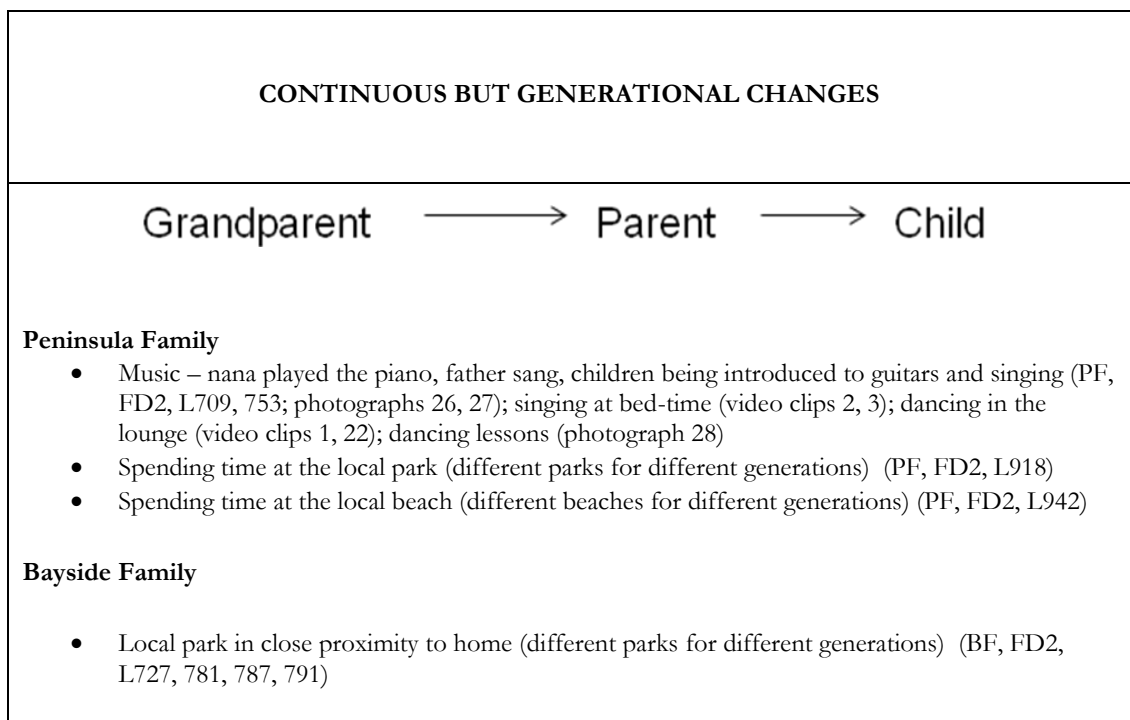 CONTINUOUS BUT GENERATIONAL CHANGES
Grandparent → Parent → Child
Peninsula Family
• Music – nana played the piano, father sang, children being introduced to guitars and singing (PF,
FD2, L709, 753; photographs 26, 27); singing at bed-time (video clips 2, 3); dancing in the
lounge (video clips 1, 22); dancing lessons (photograph 28)
• Spending time at the local park (different parks for different generations) (PF, FD2, L918)
• Spending time at the local beach (different beaches for different generations) (PF, FD2, L942)
Bayside Family
• Local park in close proximity to home (different parks for different generations) (BF, FD2,
L727, 781, 787, 791)